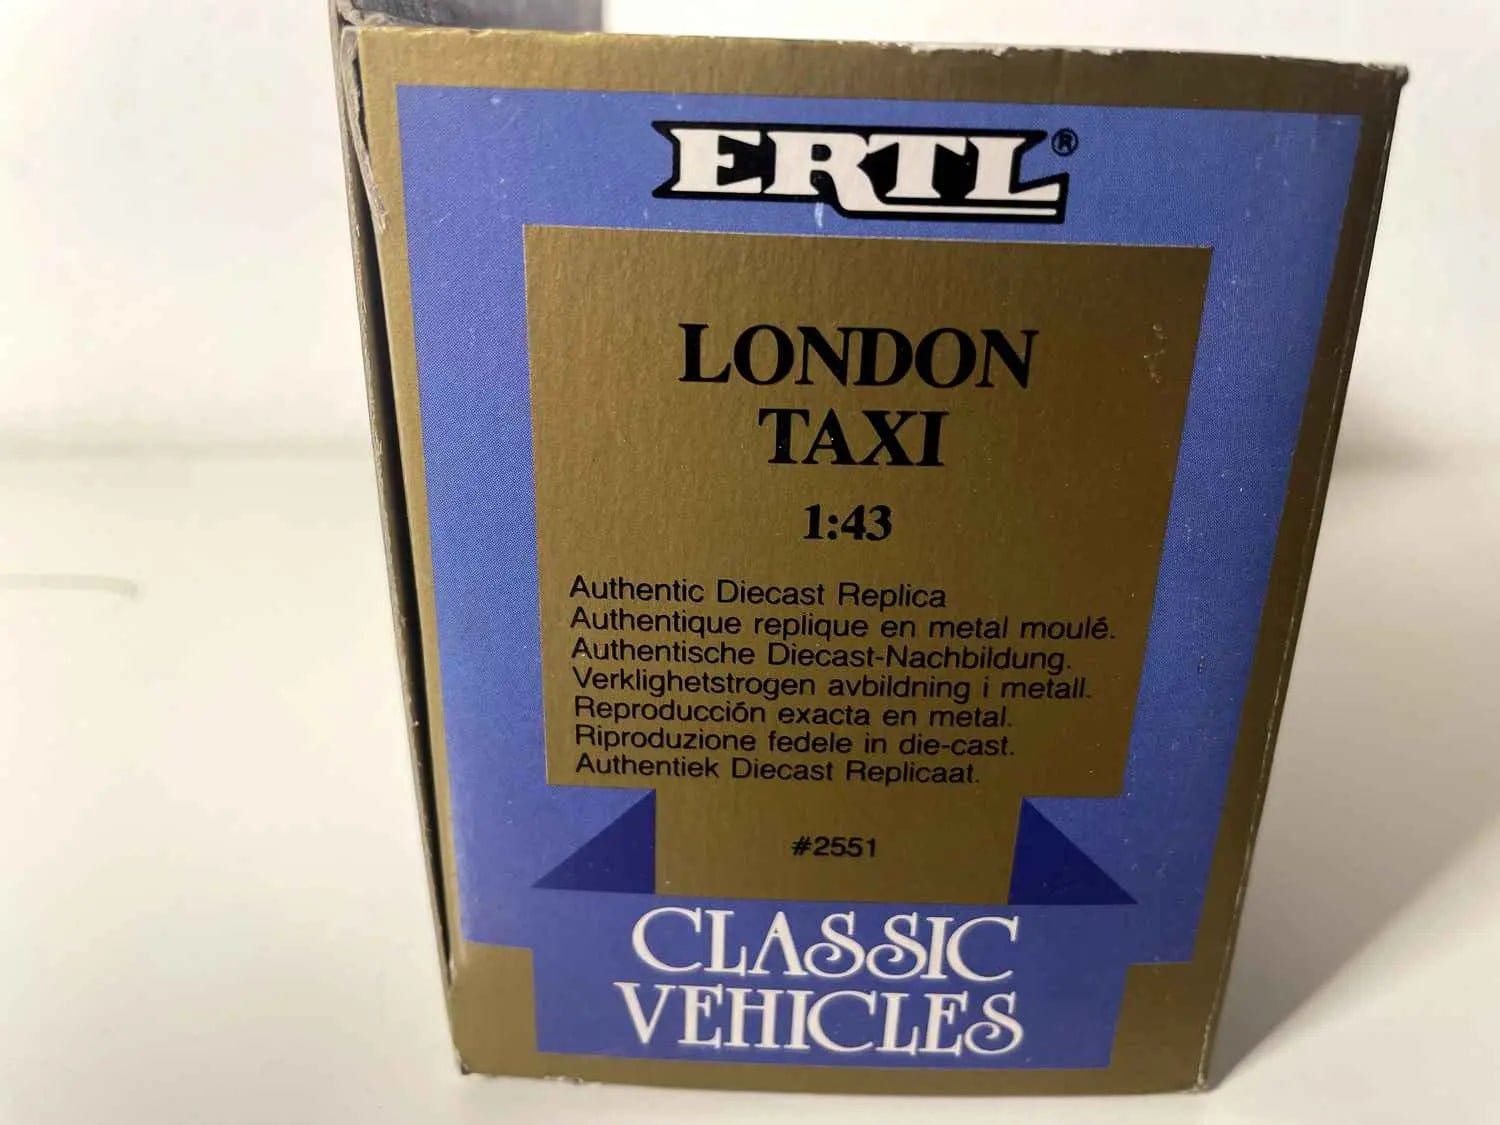 ERTL®
LONDON
TAXI
1:43
Authentic Diecast Replica
Authentique replique en metal moulé.
Authentische Diecast-Nachbildung.
Verklighetstrogen avbildning i metall.
Reproducción exacta en metal.
Riproduzione fedele in die-cast.
Authentiek Diecast Replicaat.
#2551
CLASSIC
VEHICLES